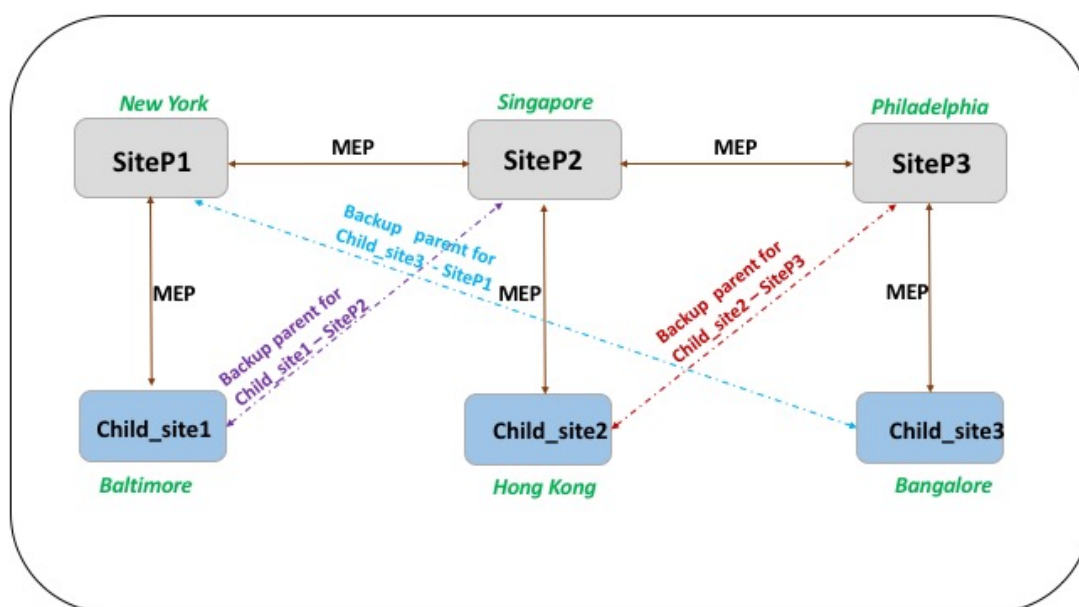 New York
Singapore
Philadelphia
SiteP1
MEP
SiteP2
MEP
SiteP3
Backup parent for
Child_site3 - SiteP1
MEP
Backup parent for
Child_site1 – SiteP2
MEP
Backup parent for
Child_site2 – SiteP3
MEP
Child_site1
Child_site2
Child_site3
Baltimore
Hong Kong
Bangalore